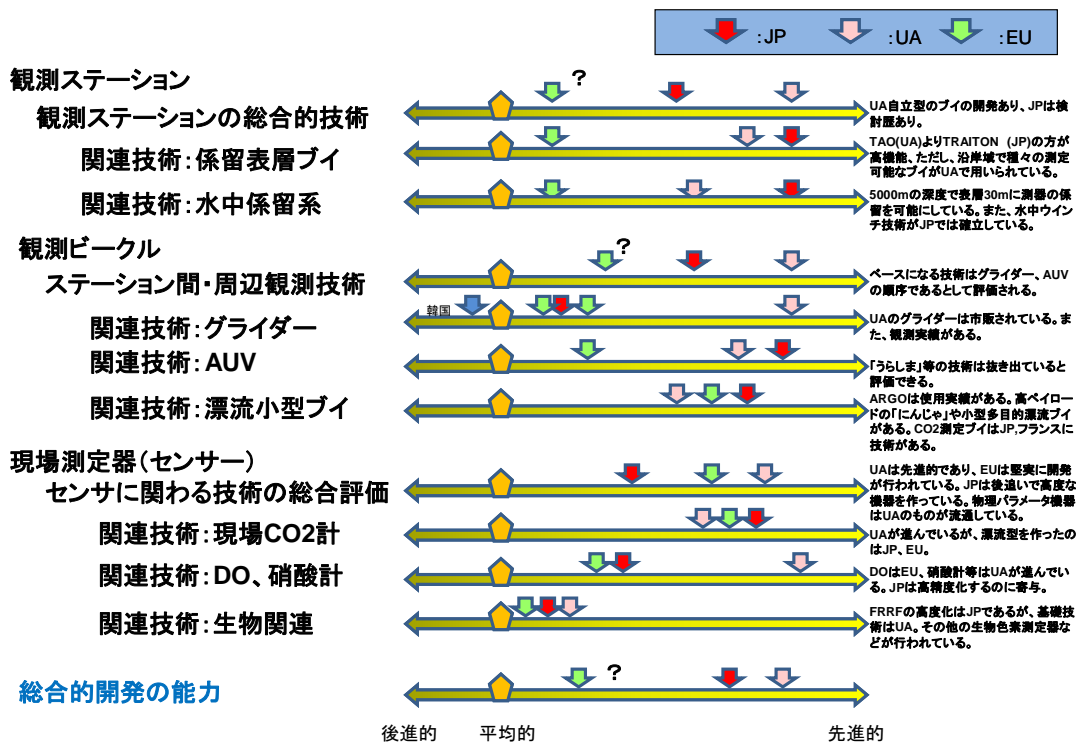 :JP :UA :EU
観測ステーション
?
観測ステーションの総合的技術
UA自立型のブイの開発あり、JPは検
討歴あり。
関連技術:係留表層ブイ
TAO(UA)よりTRAITON (JP)の方が
高機能、ただし、沿岸域で種々の測定
可能なブイがUAで用いられている。
関連技術:水中係留系
5000mの深度で表層30mに測器の係
留を可能にしている。また、水中ウイン
チ技術がJPでは確立している。
観測ビークル
?
ステーション間・周辺観測技術
ベースになる技術はグライダー、AUV
の順序であるとして評価される。
韓国
関連技術:グライダー
UAのグライダーは市販されている。ま
た、観測実績がある。
関連技術:AUV
「うらしま」等の技術は抜き出ていると
評価できる。
関連技術:漂流小型ブイ
ARGOは使用実績がある。高ペイロー
ドの「にんじゃ」や小型多目的漂流ブイ
がある。CO2測定ブイはJP,フランスに
技術がある。
現場測定器(センサー)
センサに関わる技術の総合評価
UAは先進的であり、EUは堅実に開発
が行われている。JPは後追いで高度な
機器を作っている。物理パラメータ機器
はUAのものが流通している。
関連技術:現場CO2計
UAが進んでいるが、漂流型を作ったの
はJP、EU。
関連技術:DO、硝酸計
DOはEU、硝酸計等はUAが進んでい
る。JPは高精度化するのに寄与。
関連技術:生物関連
FRRFの高度化はJPであるが、基礎技
術はUA。その他の生物色素測定器な
どが行われている。
総合的開発の能力
?
後進的 平均的 先進的